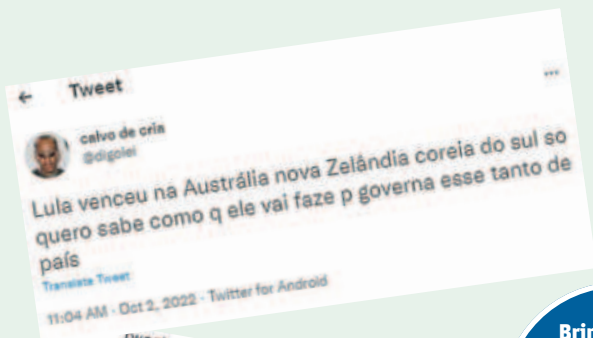 ← Tweet
...
calvo de cria
@digolei
Lula venceu na Austrália nova Zelândia coreia do sul so
quero sabe como q ele vai faze p governa esse tanto de
país
Translate Tweet
11:04 AM · Oct 2, 2022 · Twitter for Android